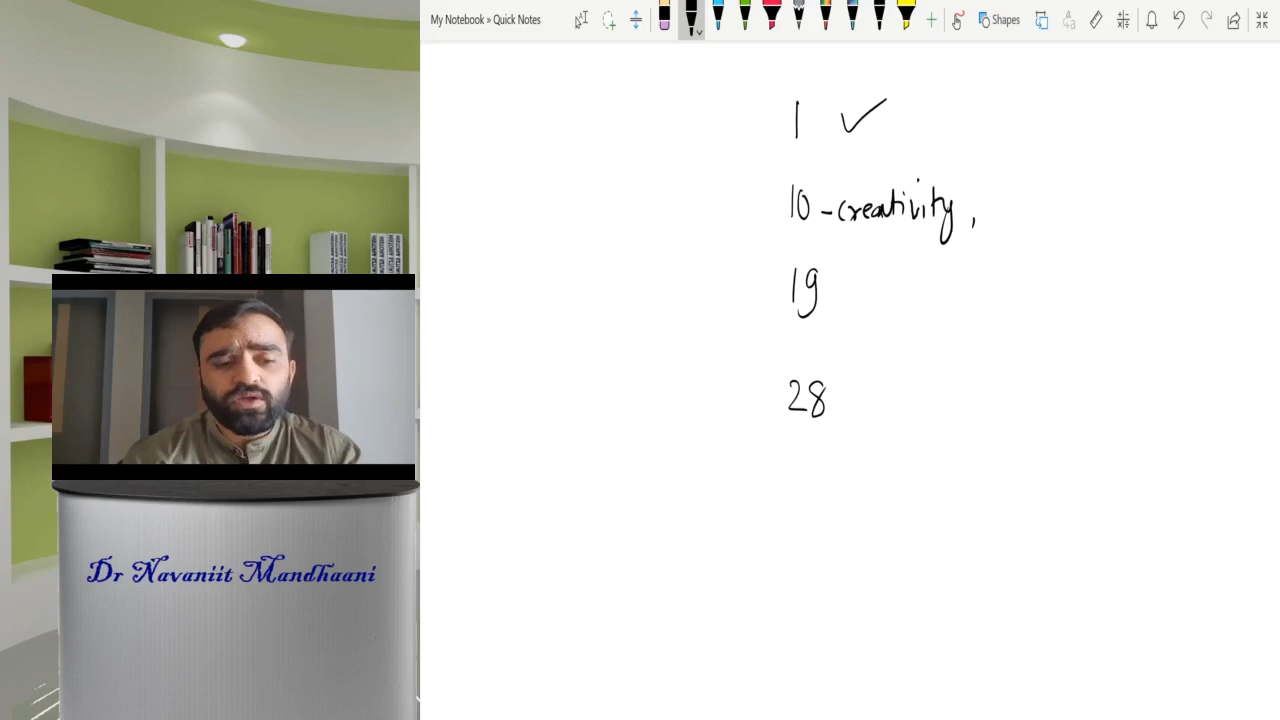 My Notebook » Quick Notes
Shapes
1 ✓
10 - creativity,
19
28
Dr Navaniit Mandhaani